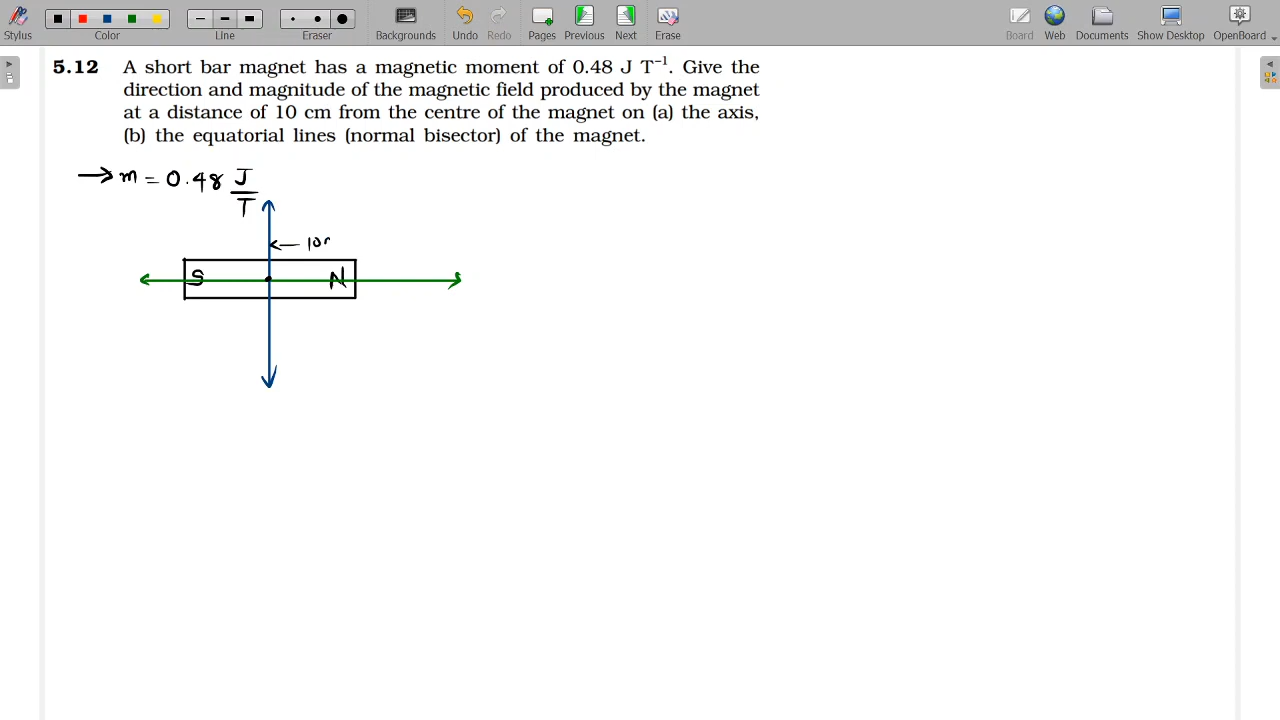 Stylus Color Line Eraser Backgrounds Undo Redo Pages Previous Next Erase Board Web Documents Show Desktop OpenBoard
5.12 A short bar magnet has a magnetic moment of 0.48 J T⁻¹. Give the
direction and magnitude of the magnetic field produced by the magnet
at a distance of 10 cm from the centre of the magnet on (a) the axis,
(b) the equatorial lines (normal bisector) of the magnet.
→ m = 0.48 J/T
← 10
S N